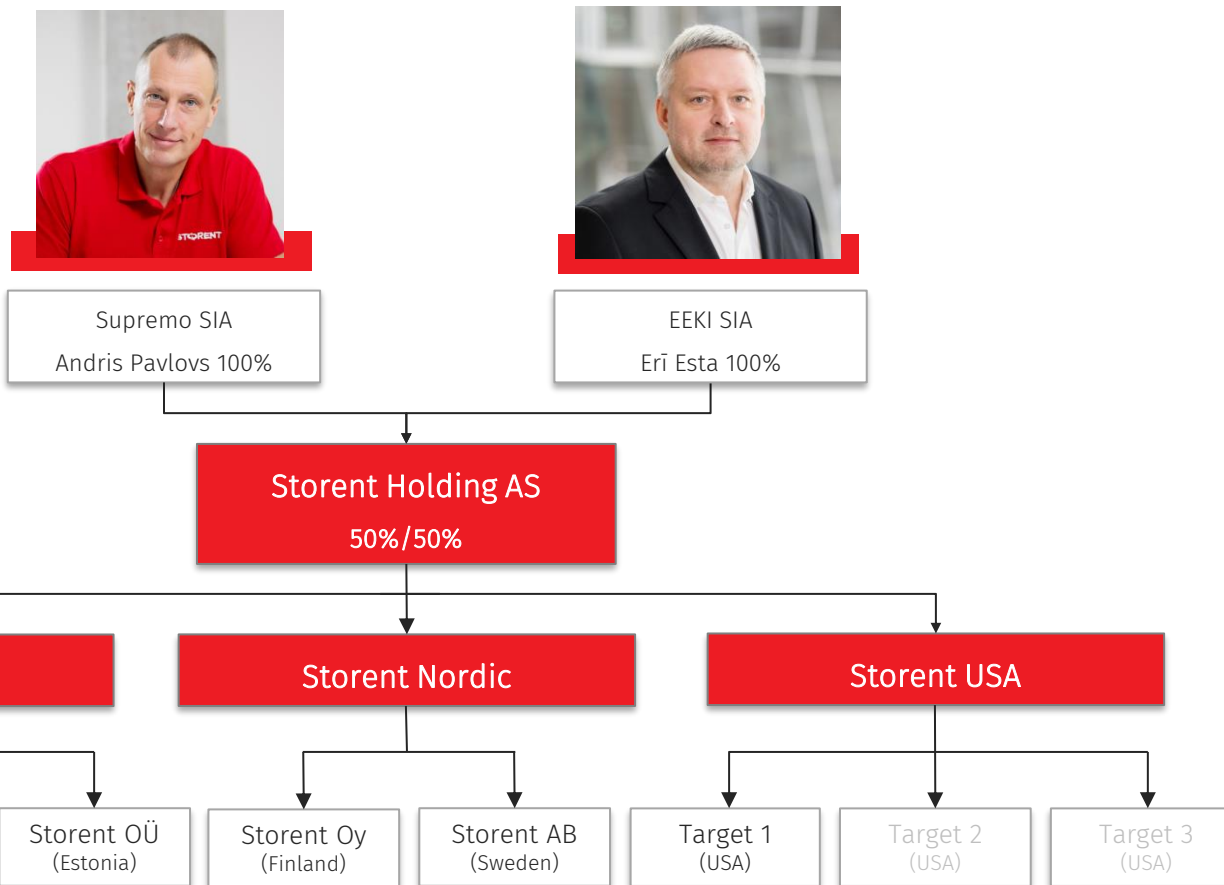 STORENT
Supremo SIA
Andris Pavlovs 100%
EEKI SIA
Erī Esta 100%
Storent Holding AS
50%/50%
Storent Nordic
Storent USA
Storent OÜ
(Estonia)
Storent Oy
(Finland)
Storent AB
(Sweden)
Target 1
(USA)
Target 2
(USA)
Target 3
(USA)